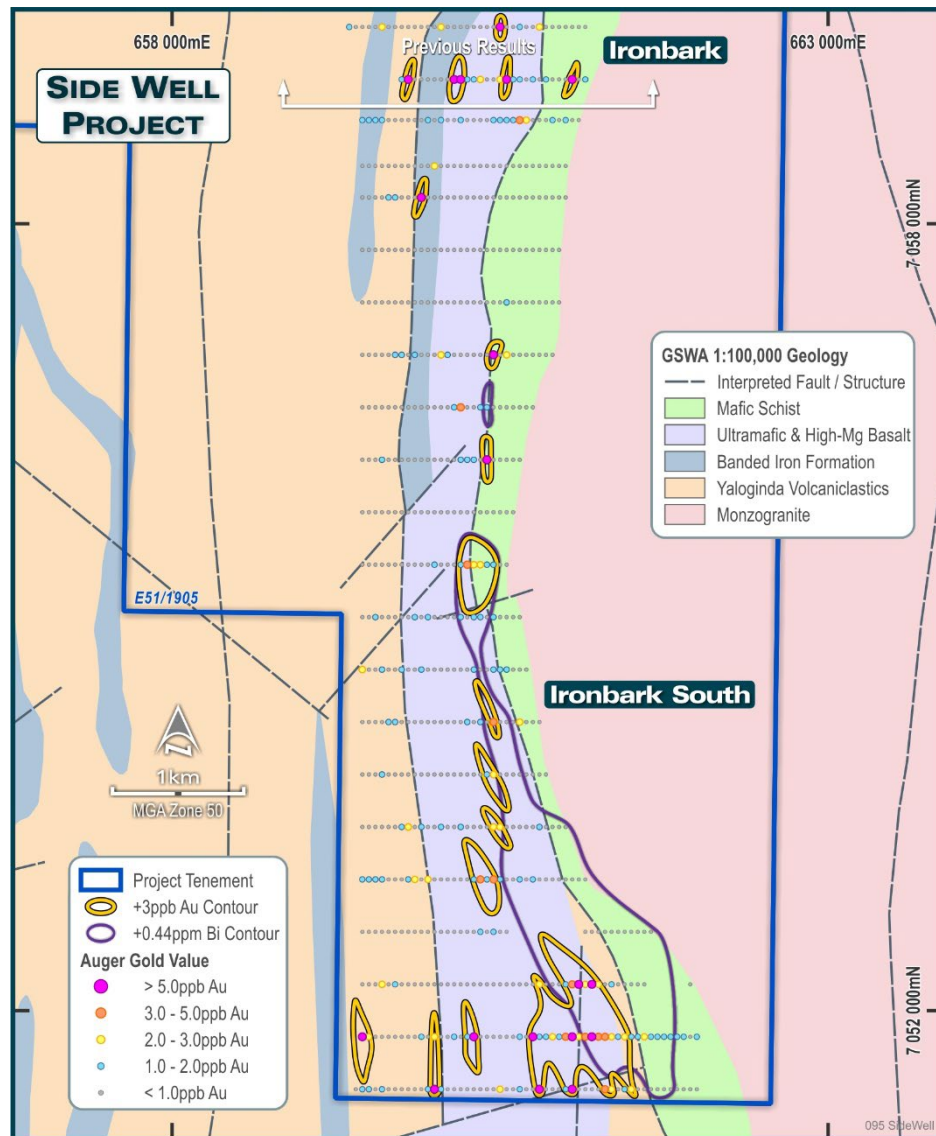 658 000mE
663 000mE
Previous Results
Ironbark
SIDE WELL
PROJECT
7 058 000mN
GSWA 1:100,000 Geology
Interpreted Fault / Structure
Mafic Schist
Ultramafic & High-Mg Basalt
Banded Iron Formation
Yaloginda Volcaniclastics
Monzogranite
E51/1905
Ironbark South
N
1km
MGA Zone 50
Project Tenement
+3ppb Au Contour
+0.44ppm Bi Contour
Auger Gold Value
> 5.0ppb Au
3.0 - 5.0ppb Au
2.0 - 3.0ppb Au
1.0 - 2.0ppb Au
< 1.0ppb Au
7 052 000mN
095 SideWell